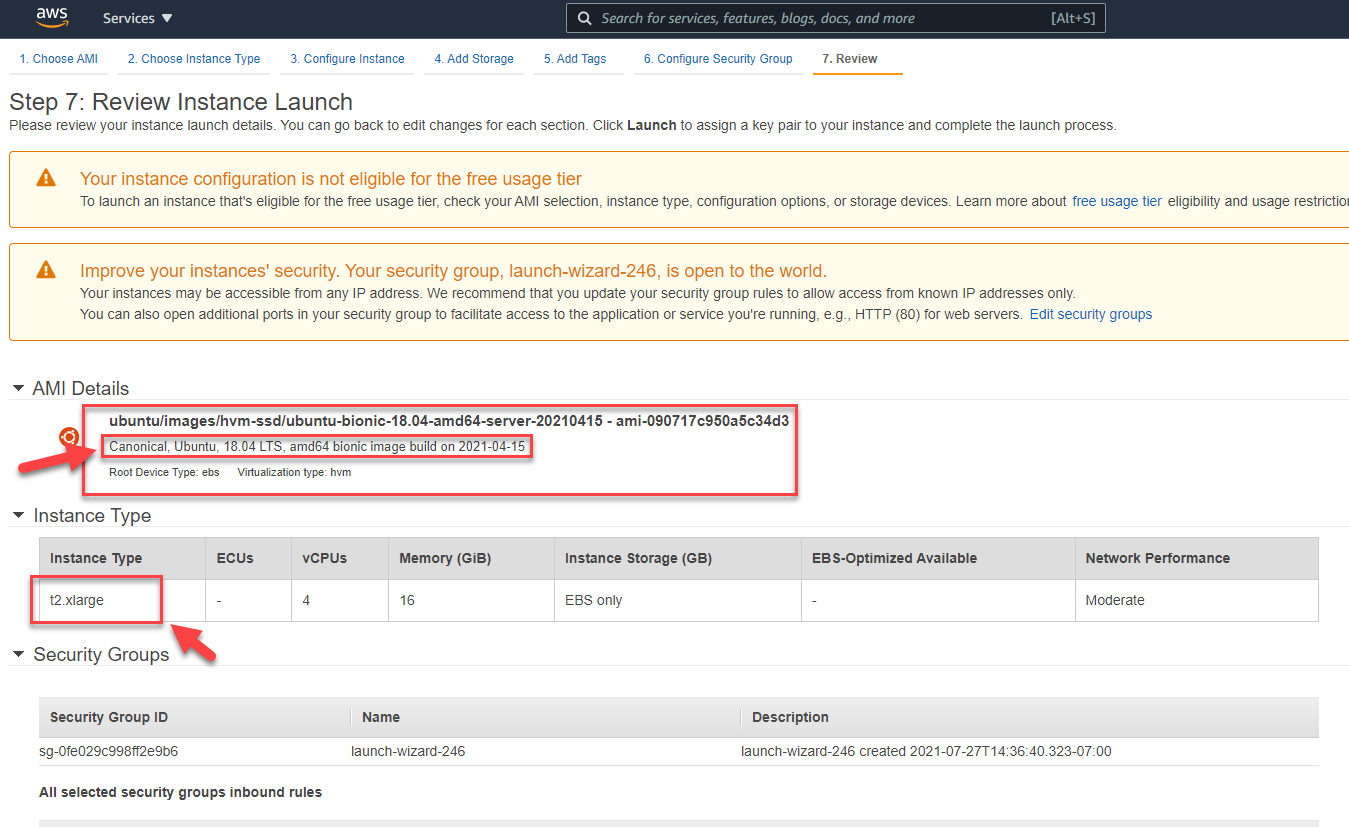 aws Services Search for services, features, blogs, docs, and more [Alt+S]
1. Choose AMI 2. Choose Instance Type 3. Configure Instance 4. Add Storage 5. Add Tags 6. Configure Security Group 7. Review
Step 7: Review Instance Launch
Please review your instance launch details. You can go back to edit changes for each section. Click Launch to assign a key pair to your instance and complete the launch process.
Your instance configuration is not eligible for the free usage tier
To launch an instance that's eligible for the free usage tier, check your AMI selection, instance type, configuration options, or storage devices. Learn more about free usage tier eligibility and usage restriction
Improve your instances' security. Your security group, launch-wizard-246, is open to the world.
Your instances may be accessible from any IP address. We recommend that you update your security group rules to allow access from known IP addresses only.
You can also open additional ports in your security group to facilitate access to the application or service you're running, e.g., HTTP (80) for web servers. Edit security groups
AMI Details
ubuntu/images/hvm-ssd/ubuntu-bionic-18.04-amd64-server-20210415 - ami-090717c950a5c34d3
Canonical, Ubuntu, 18.04 LTS, amd64 bionic image build on 2021-04-15
Root Device Type: ebs Virtualization type: hvm
Instance Type
Instance Type ECUs vCPUs Memory (GiB) Instance Storage (GB) EBS-Optimized Available Network Performance
t2.xlarge - 4 16 EBS only - Moderate
Security Groups
Security Group ID Name Description
sg-0fe029c998ff2e9b6 launch-wizard-246 launch-wizard-246 created 2021-07-27T14:36:40.323-07:00
All selected security groups inbound rules